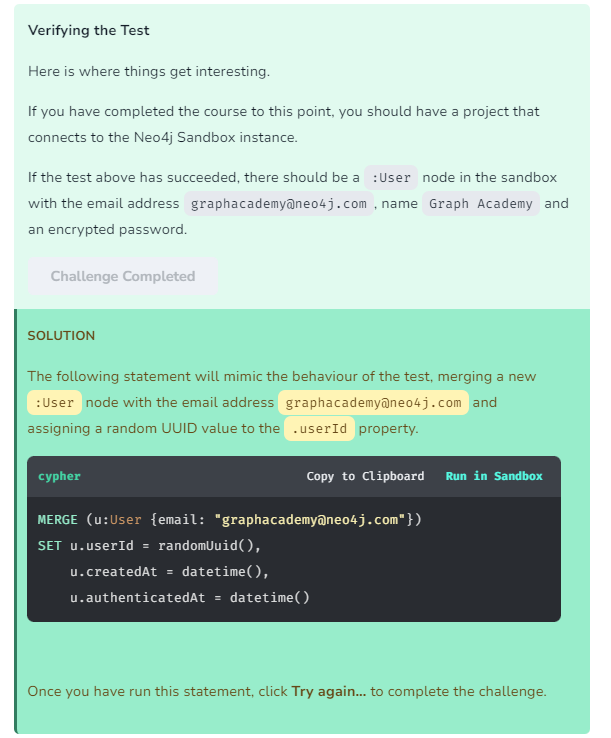 Verifying the Test
Here is where things get interesting.
If you have completed the course to this point, you should have a project that
connects to the Neo4j Sandbox instance.
If the test above has succeeded, there should be a :User node in the sandbox
with the email address graphacademy@neo4j.com, name Graph Academy and
an encrypted password.
Challenge Completed
SOLUTION
The following statement will mimic the behaviour of the test, merging a new
:User node with the email address graphacademy@neo4j.com and
assigning a random UUID value to the .userId property.
cypher Copy to Clipboard Run in Sandbox
MERGE (u:User {email: "graphacademy@neo4j.com"})
SET u.userId = randomUuid(),
    u.createdAt = datetime(),
    u.authenticatedAt = datetime()
Once you have run this statement, click Try again... to complete the challenge.